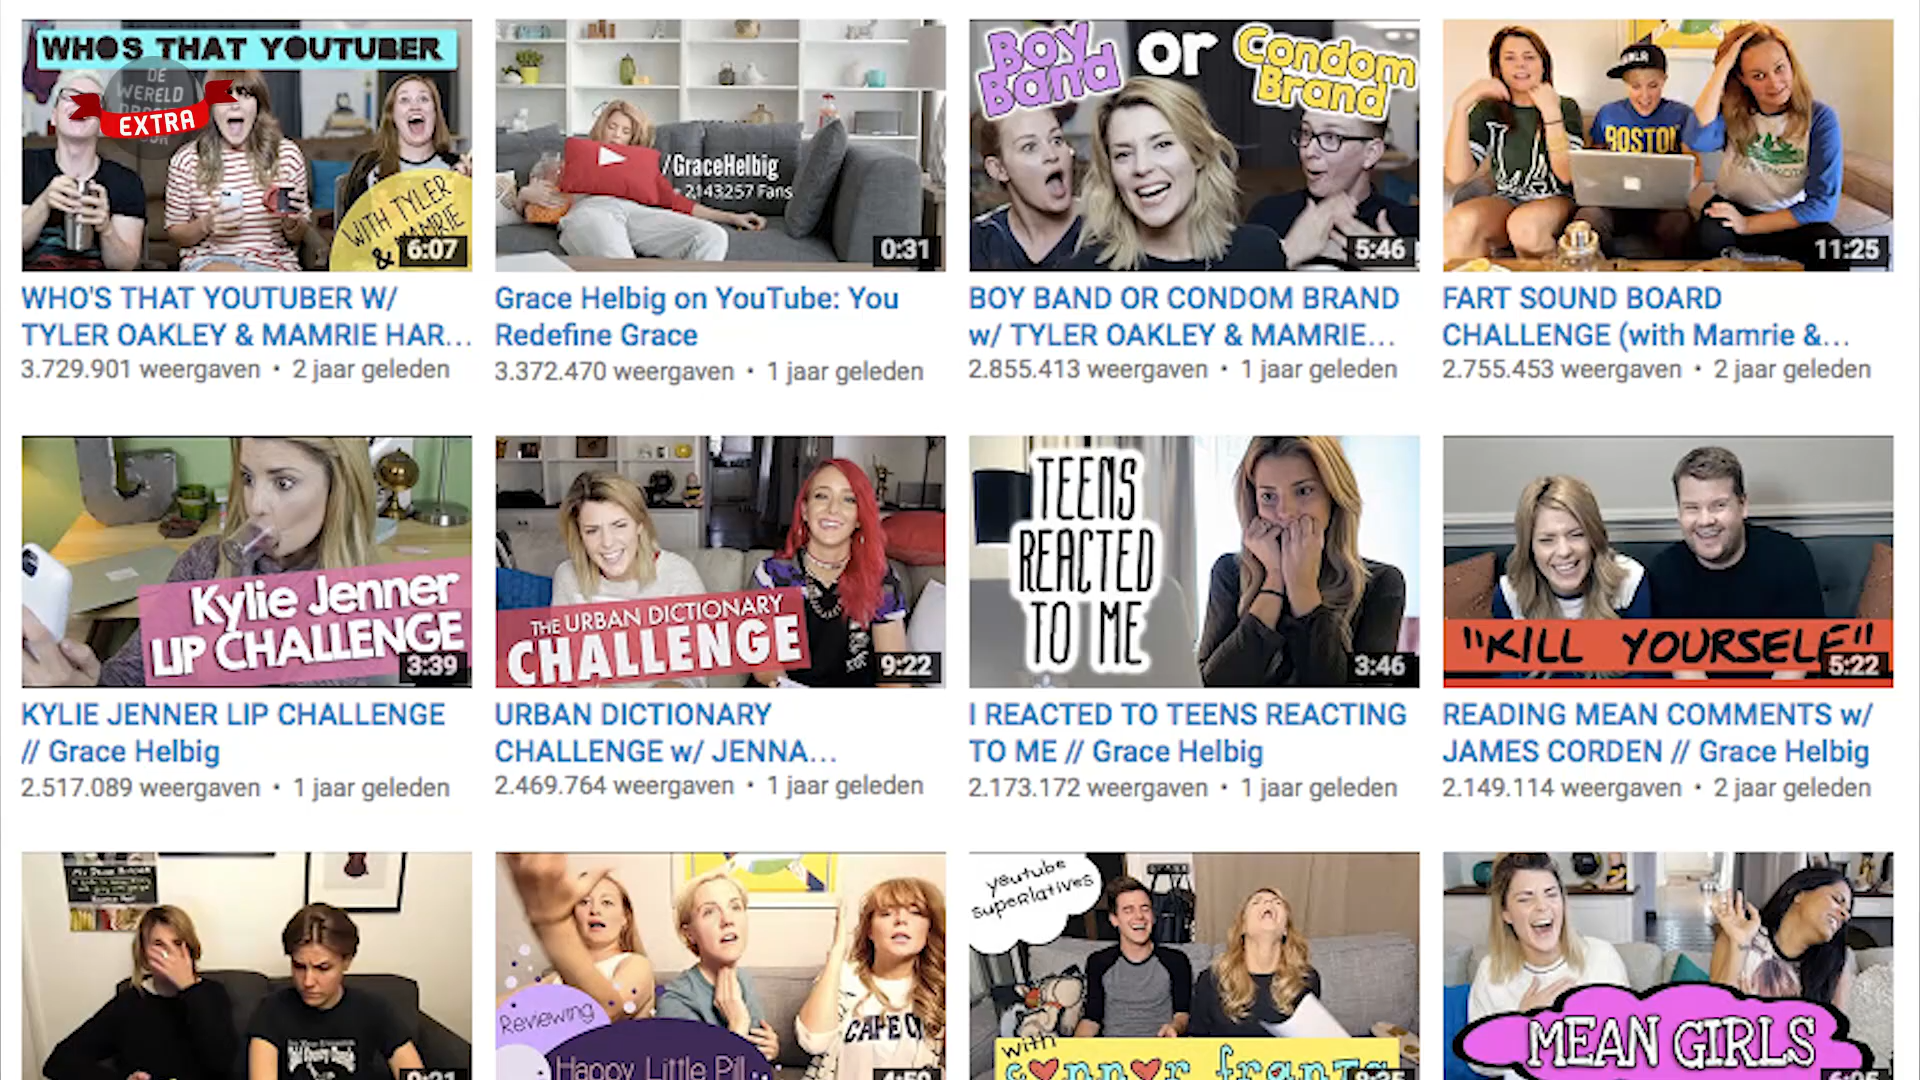 WHO'S THAT YOUTUBER
DE
WERELD
EXTRA
WITH TYLER
& MAMRIE
6:07
/GraceHelbig
2143257 Fans
0:31
BOY BAND or Condom Brand
5:46
BOSTON
11:25
WHO'S THAT YOUTUBER W/
TYLER OAKLEY & MAMRIE HAR...
3.729.901 weergaven • 2 jaar geleden
Grace Helbig on YouTube: You
Redefine Grace
3.372.470 weergaven • 1 jaar geleden
BOY BAND OR CONDOM BRAND
w/ TYLER OAKLEY & MAMRIE...
2.855.413 weergaven • 1 jaar geleden
FART SOUND BOARD
CHALLENGE (with Mamrie &...
2.755.453 weergaven • 2 jaar geleden
Kylie Jenner
LIP CHALLENGE
3:39
THE URBAN DICTIONARY
CHALLENGE
9:22
TEENS
REACTED
TO ME
3:46
"KILL YOURSELF"
5:22
KYLIE JENNER LIP CHALLENGE
// Grace Helbig
2.517.089 weergaven • 1 jaar geleden
URBAN DICTIONARY
CHALLENGE w/ JENNA...
2.469.764 weergaven • 1 jaar geleden
I REACTED TO TEENS REACTING
TO ME // Grace Helbig
2.173.172 weergaven • 1 jaar geleden
READING MEAN COMMENTS w/
JAMES CORDEN // Grace Helbig
2.149.114 weergaven • 2 jaar geleden
Reviewing
Happy Little Pill...
youtube
superlatives
with
connor franta
MEAN GIRLS